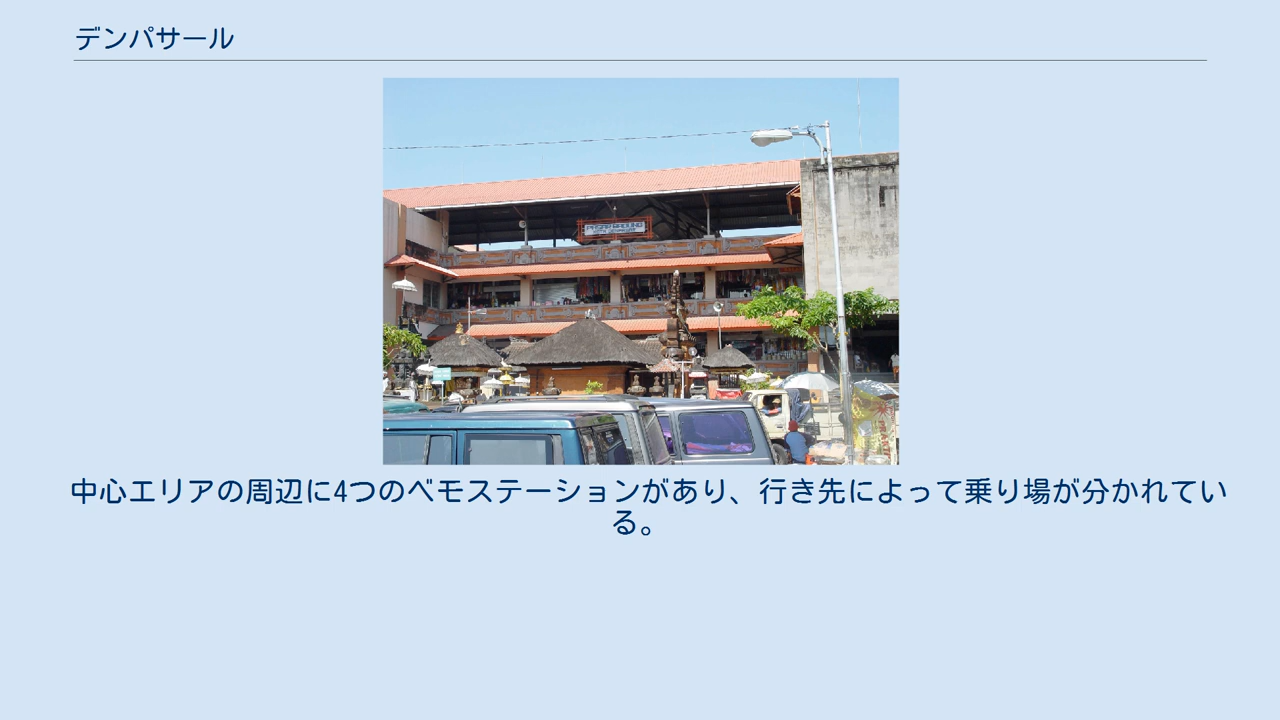 デンパサール
PASAR BADUNG
中心エリアの周辺に4つのベモステーションがあり、行き先によって乗り場が分かれてい
る。